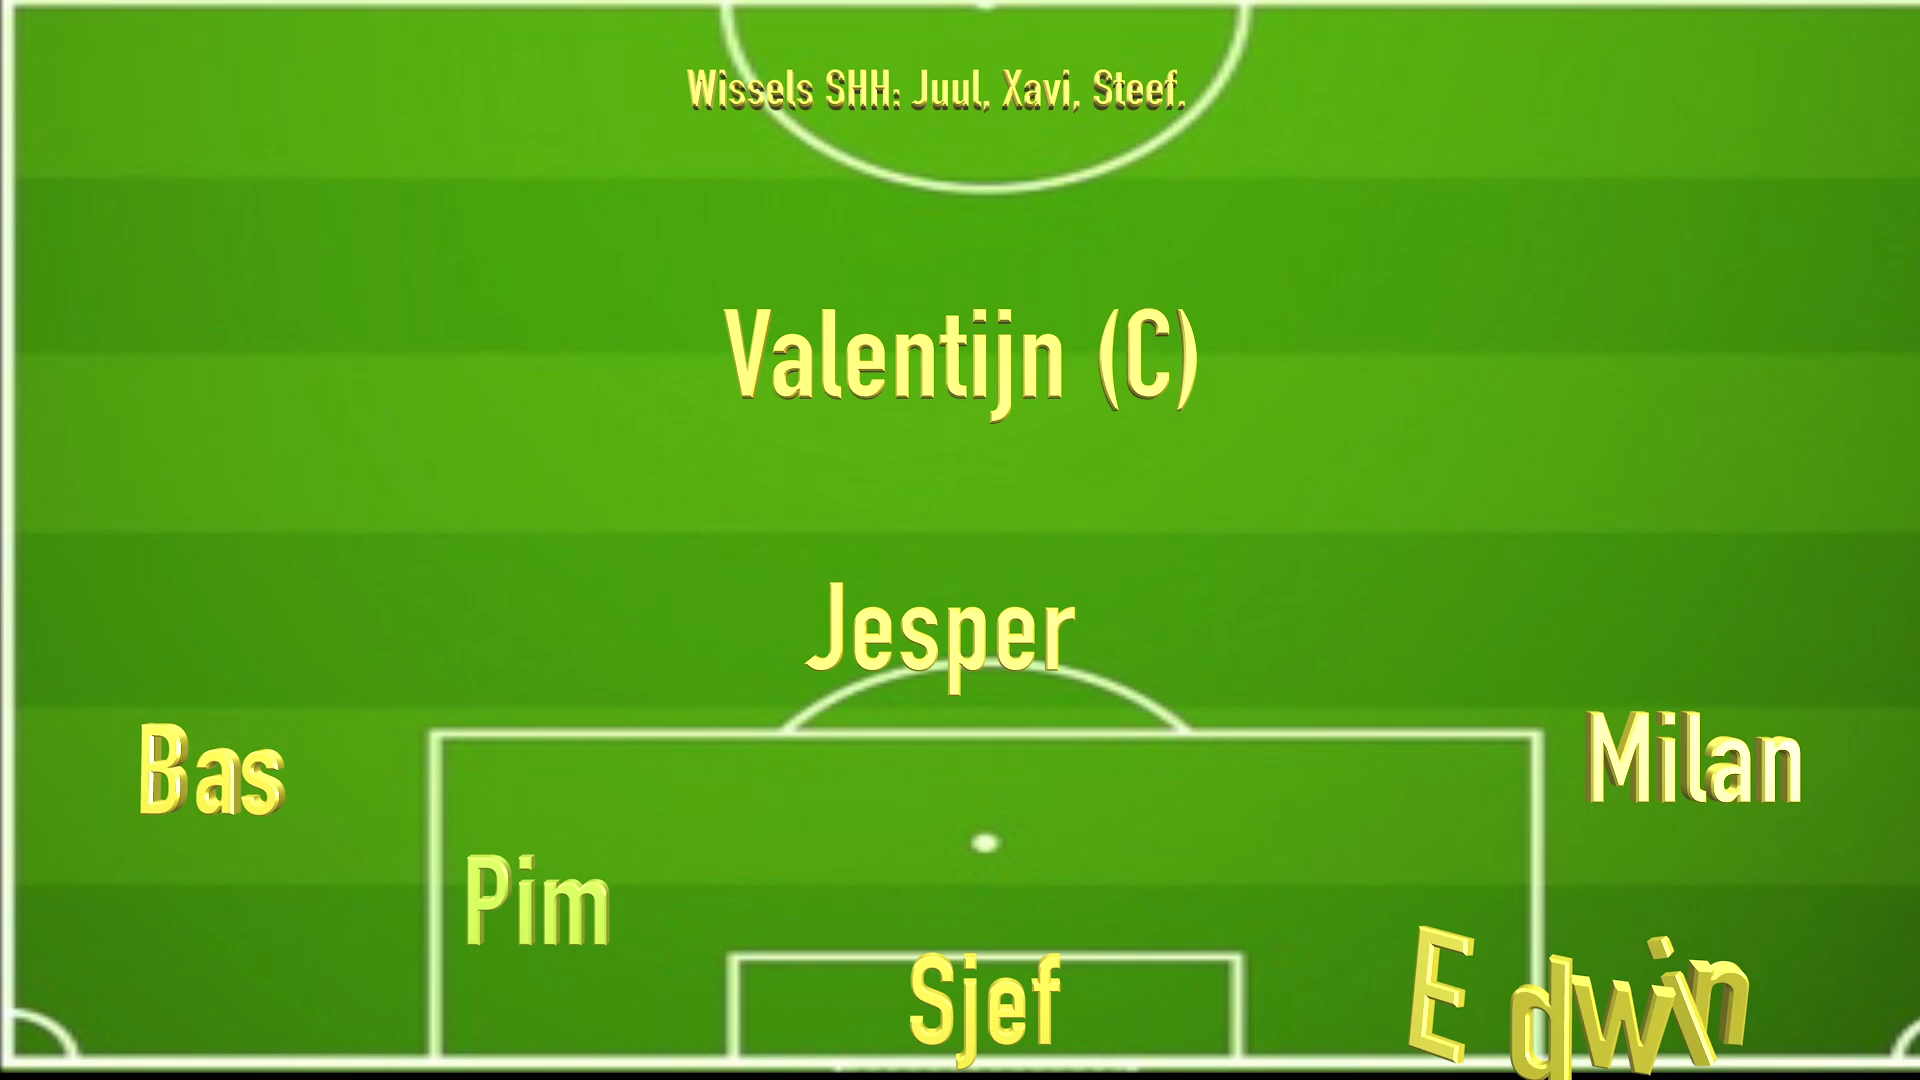 Wissels SHH: Juul, Xavi, Steef.
Valentijn (C)
Jesper
Bas
Milan
Pim
Sjef
Edwin